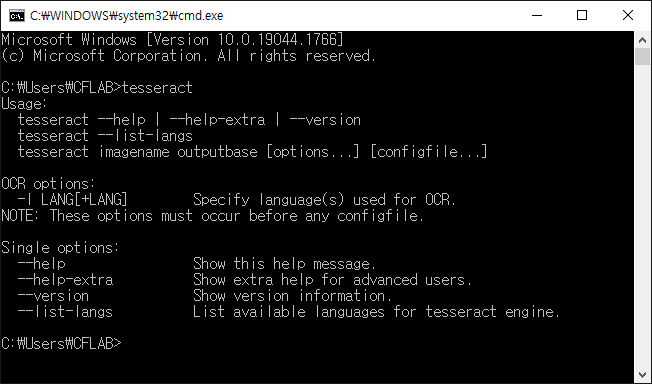 C:₩WINDOWS₩system32₩cmd.exe
Microsoft Windows [Version 10.0.19044.1766]
(c) Microsoft Corporation. All rights reserved.
C:₩Users₩CFLAB>tesseract
Usage:
  tesseract --help | --help-extra | --version
  tesseract --list-langs
  tesseract imagename outputbase [options...] [configfile...]
OCR options:
  -l LANG[+LANG]        Specify language(s) used for OCR.
NOTE: These options must occur before any configfile.
Single options:
  --help                Show this help message.
  --help-extra          Show extra help for advanced users.
  --version             Show version information.
  --list-langs          List available languages for tesseract engine.
C:₩Users₩CFLAB>